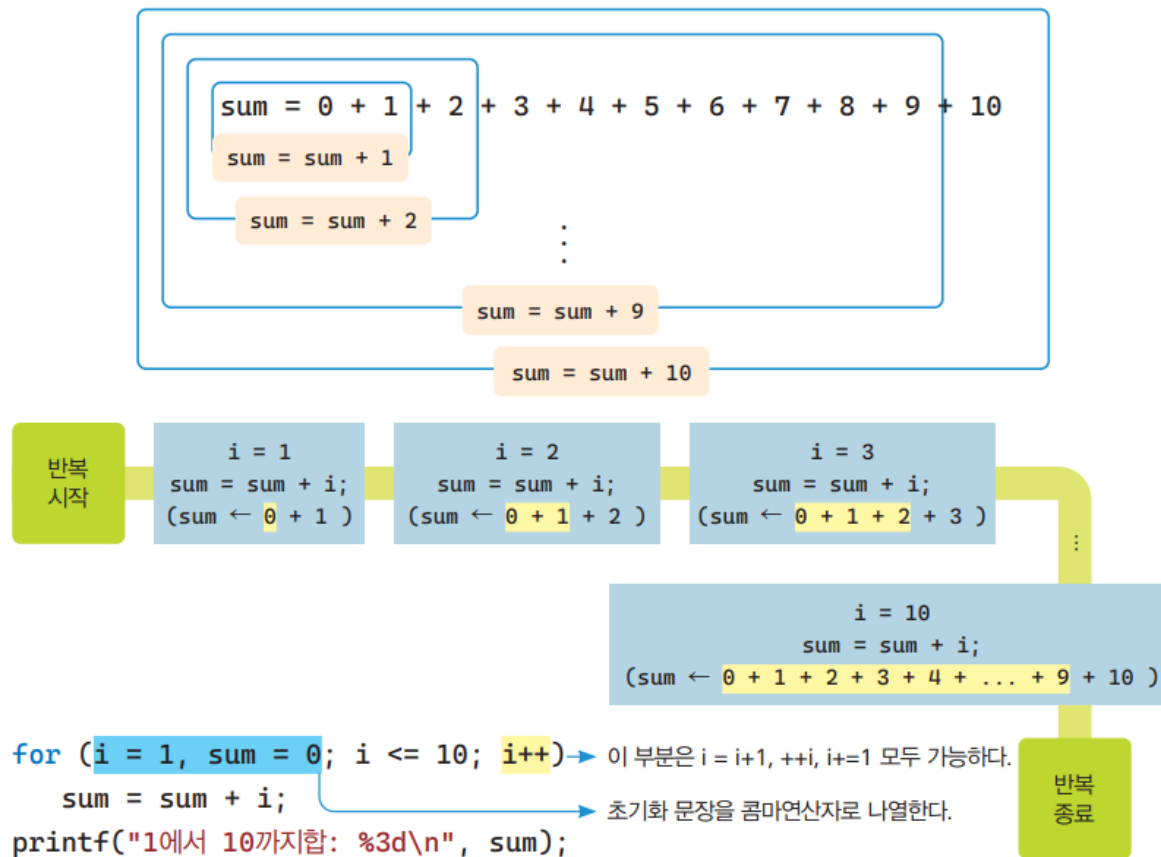 sum = 0 + 1 + 2 + 3 + 4 + 5 + 6 + 7 + 8 + 9 + 10
sum = sum + 1
sum = sum + 2
⋮
sum = sum + 9
sum = sum + 10
반복
시작
i = 1
sum = sum + i;
(sum ← 0 + 1 )
i = 2
sum = sum + i;
(sum ← 0 + 1 + 2 )
i = 3
sum = sum + i;
(sum ← 0 + 1 + 2 + 3 )
⋮
i = 10
sum = sum + i;
(sum ← 0 + 1 + 2 + 3 + 4 + ... + 9 + 10 )
반복
종료
for (i = 1, sum = 0; i <= 10; i++)
이 부분은 i = i+1, ++i, i+=1 모두 가능하다.
sum = sum + i;
초기화 문장을 콤마연산자로 나열한다.
printf("1에서 10까지합: %3d\n", sum);